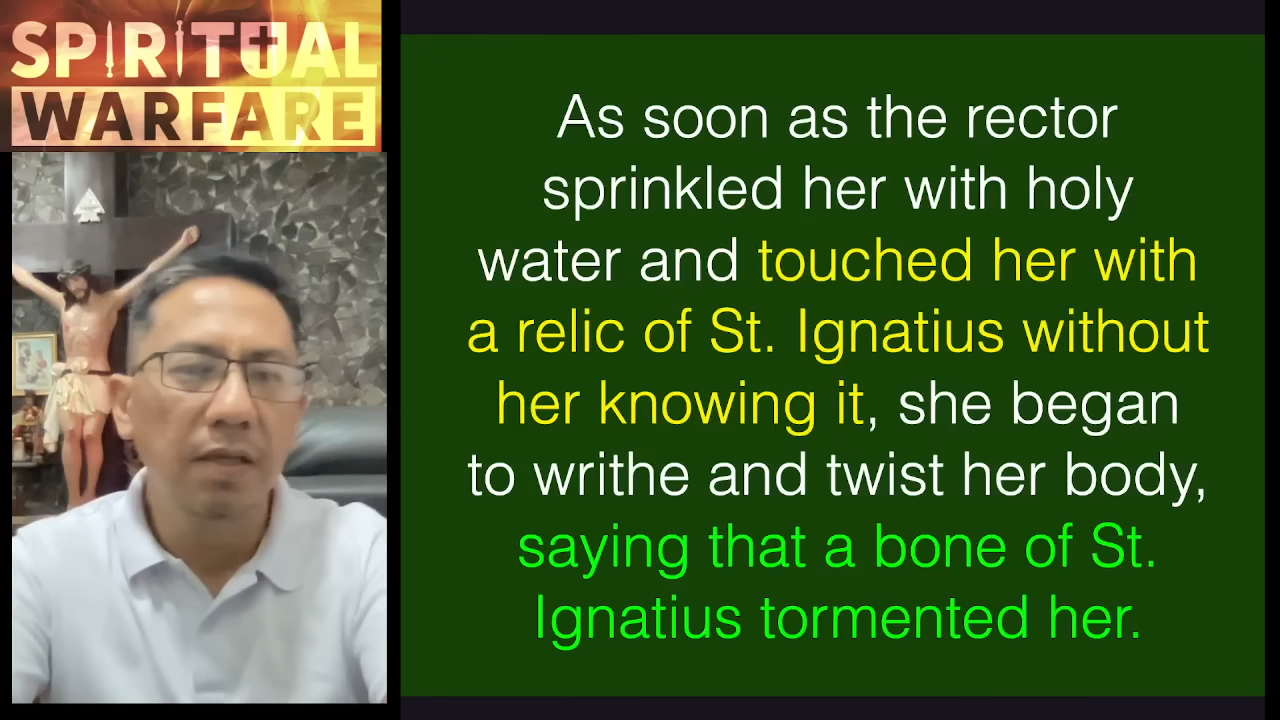 SPIRITUAL
WARFARE
As soon as the rector
sprinkled her with holy
water and touched her with
a relic of St. Ignatius without
her knowing it, she began
to writhe and twist her body,
saying that a bone of St.
Ignatius tormented her.